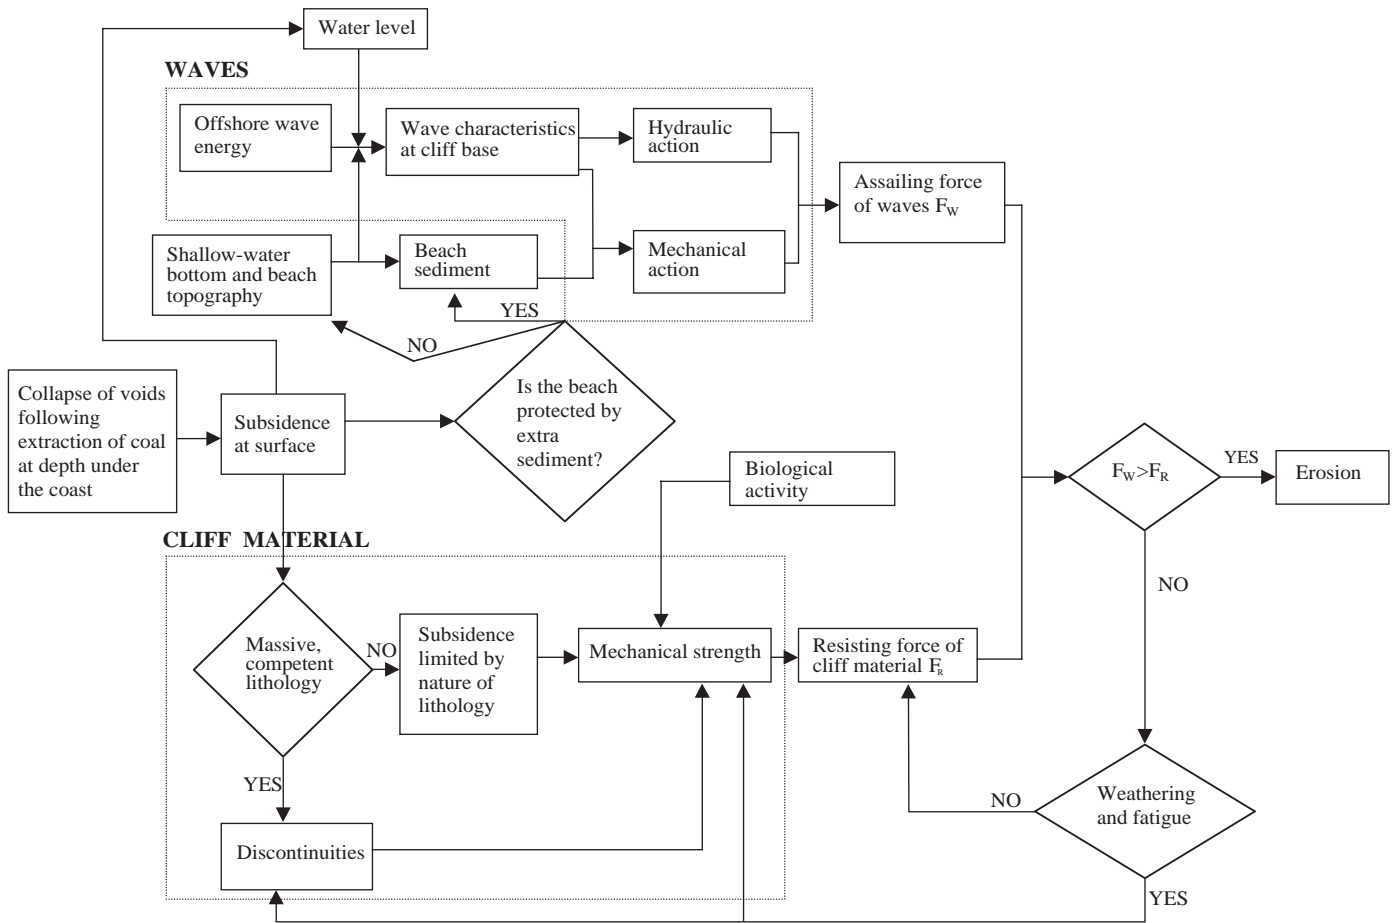 Water level
WAVES
Offshore wave
energy
Wave characteristics
at cliff base
Hydraulic
action
Assailing force
of waves FW
Shallow-water
bottom and beach
topography
Beach
sediment
Mechanical
action
YES
NO
Collapse of voids
following
extraction of coal
at depth under
the coast
Subsidence
at surface
Is the beach
protected by
extra
sediment?
Biological
activity
FW>FR
YES
Erosion
NO
CLIFF MATERIAL
Massive,
competent
lithology
NO
Subsidence
limited by
nature of
lithology
Mechanical strength
Resisting force of
cliff material FR
YES
Discontinuities
NO
Weathering
and fatigue
YES